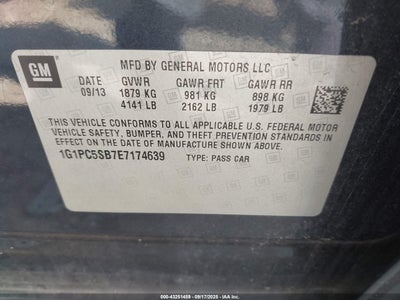 GM
MFD BY GENERAL MOTORS LLC
DATE GVWR GAWR FRT GAWR RR
09/13 1879 KG 981 KG 898 KG
4141 LB 2162 LB 1979 LB
THIS VEHICLE CONFORMS TO ALL APPLICABLE U.S. FEDERAL MOTOR
VEHICLE SAFETY, BUMPER, AND THEFT PREVENTION STANDARDS
IN EFFECT ON THE DATE OF MANUFACTURE SHOWN ABOVE.
1G1PC5SB7E7174639 TYPE: PASS CAR
000-43251459 - 09/17/2025 - IAA Inc.